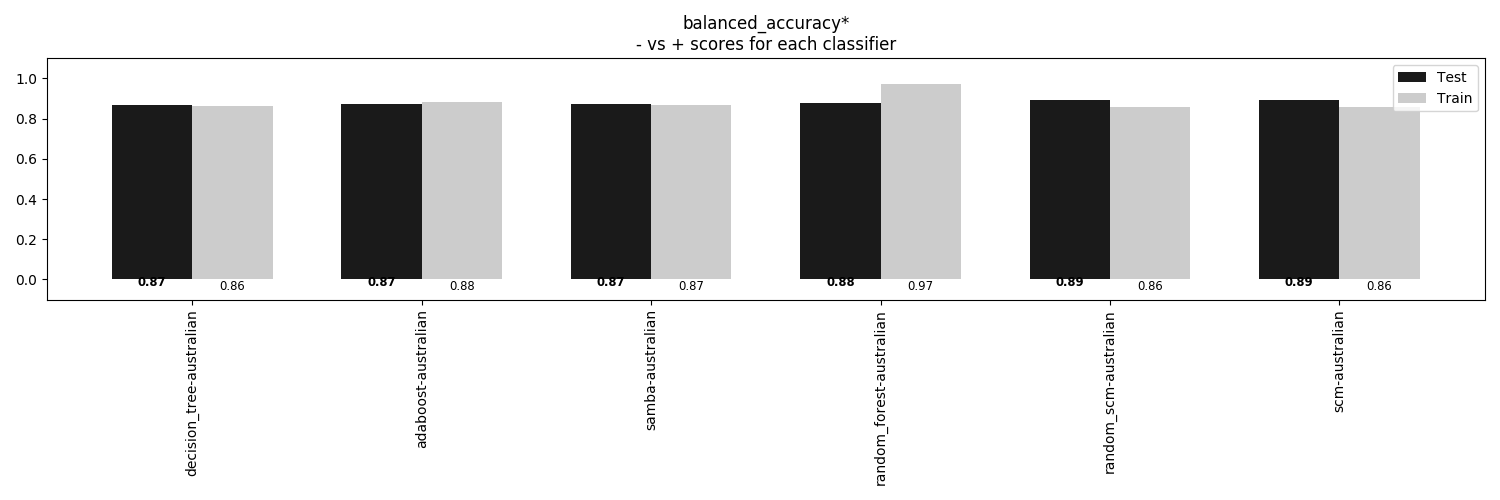 balanced_accuracy*
- vs + scores for each classifier
Test
Train
1.0
0.8
0.6
0.4
0.2
0.0
0.87
0.86
0.87
0.88
0.87
0.87
0.88
0.97
0.89
0.86
0.89
0.86
decision_tree-australian
adaboost-australian
samba-australian
random_forest-australian
random_scm-australian
scm-australian